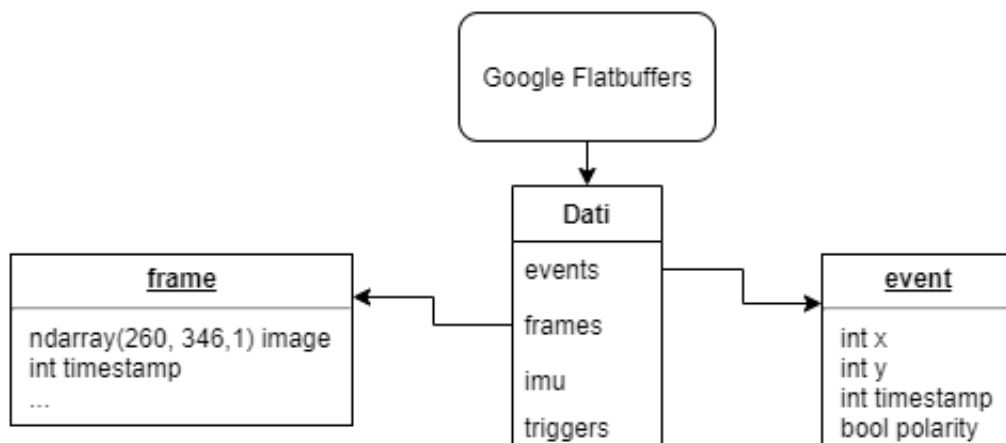 Google Flatbuffers
Dati
events
frames
imu
triggers
frame
ndarray(260, 346,1) image
int timestamp
...
event
int x
int y
int timestamp
bool polarity